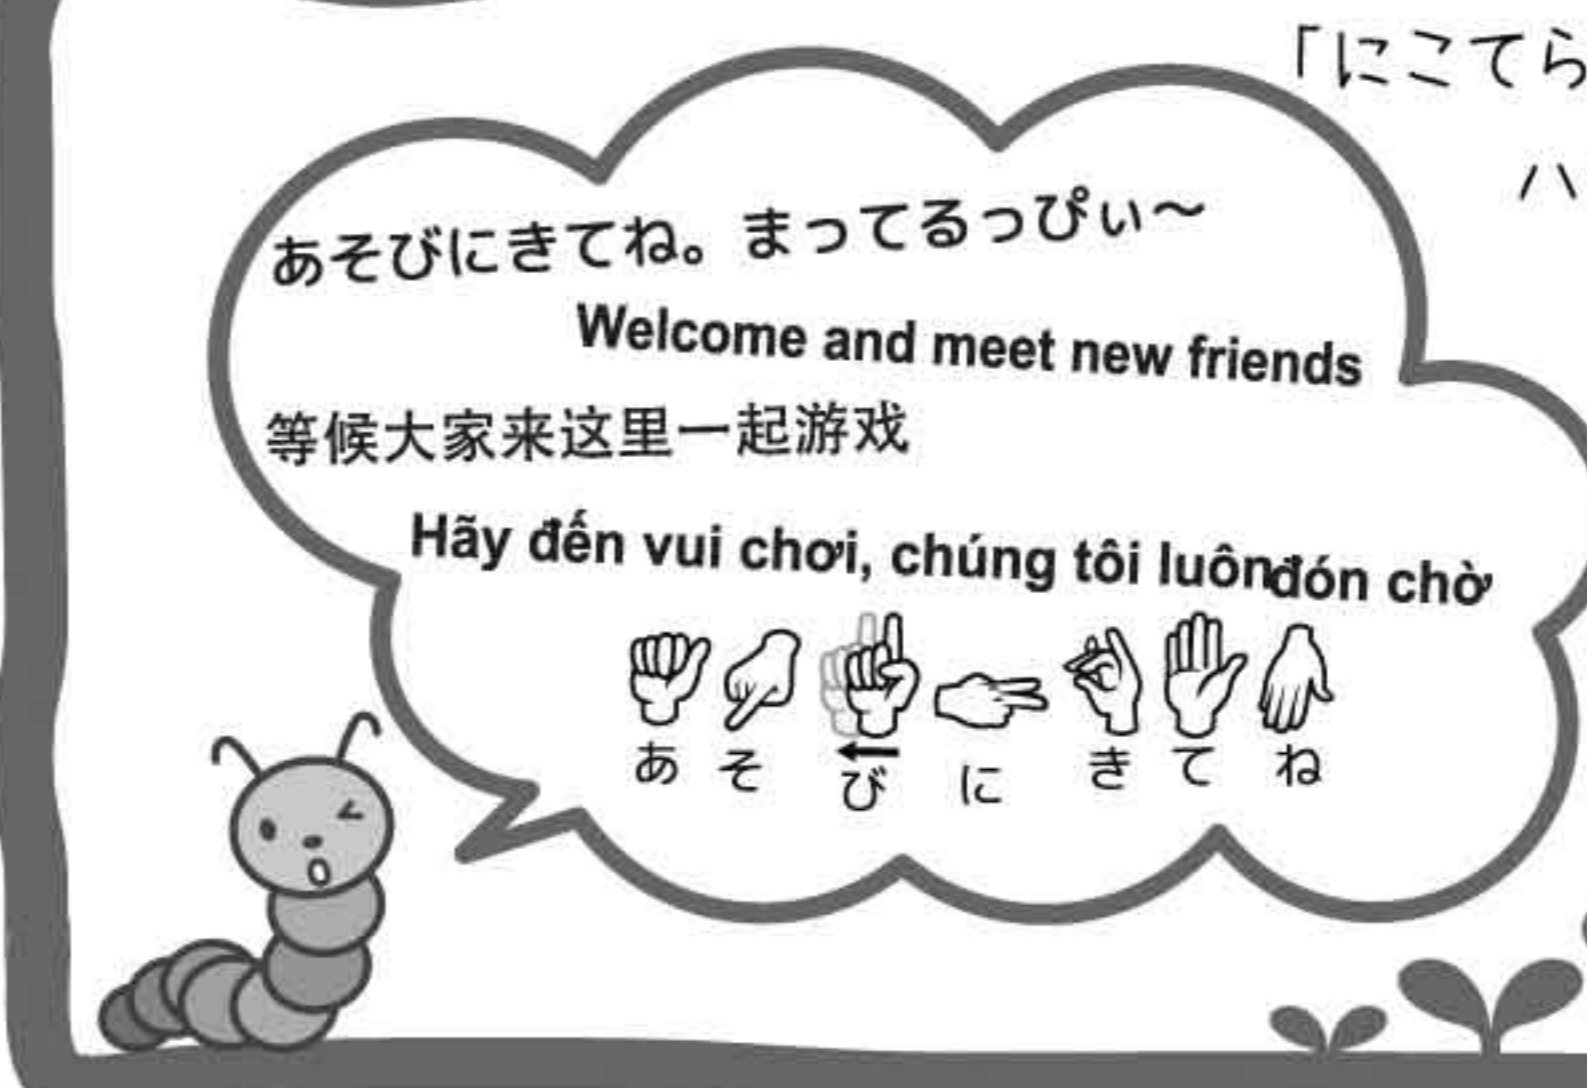 「にこてら
ハ
あそびにきてね。まってるっぴぃ～
Welcome and meet new friends
等候大家来这里一起游戏
Hãy đến vui chơi, chúng tôi luônđón chờ
あ そ び に き て ね